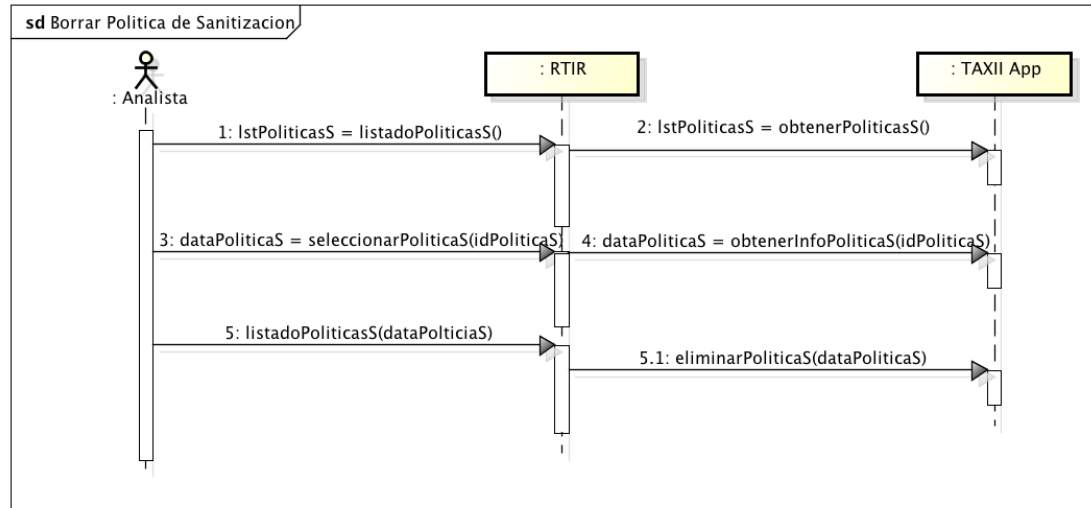 sd Borrar Politica de Sanitizacion
: Analista
: RTIR
: TAXII App
1: lstPoliticasS = listadoPoliticasS()
2: lstPoliticasS = obtenerPoliticasS()
3: dataPoliticaS = seleccionarPoliticaS(idPoliticaS)
4: dataPoliticaS = obtenerInfoPoliticaS(idPoliticaS)
5: listadoPoliticasS(dataPolticiaS)
5.1: eliminarPoliticaS(dataPoliticaS)